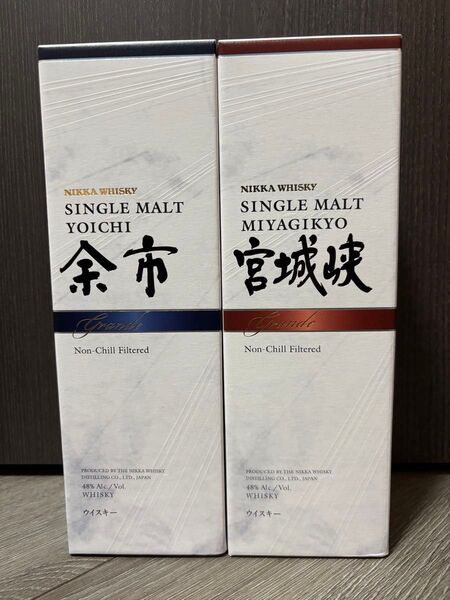 NIKKA WHISKY
SINGLE MALT
YOICHI
余市
Grande
Non-Chill Filtered
PRODUCED BY THE NIKKA WHISKY
DISTILLING CO., LTD., JAPAN
48% Alc./Vol.
WHISKY
ウイスキー
NIKKA WHISKY
SINGLE MALT
MIYAGIKYO
宮城峡
Grande
Non-Chill Filtered
PRODUCED BY THE NIKKA WHISKY
DISTILLING CO., LTD., JAPAN
48% Alc./Vol.
WHISKY
ウイスキー